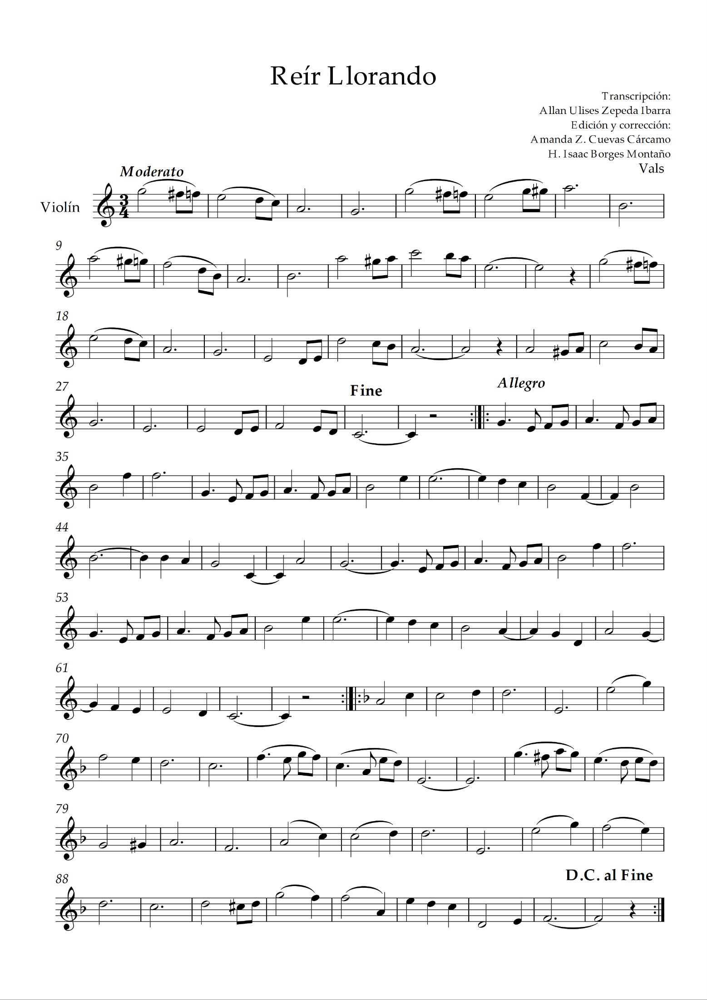 Reír Llorando
Transcripción:
Allan Ulises Zepeda Ibarra
Edición y corrección:
Amanda Z. Cuevas Cárcamo
H. Isaac Borges Montaño
Vals
Moderato
Violín
3
4
9
18
27
Fine
Allegro
35
44
53
61
70
79
88
D.C. al Fine